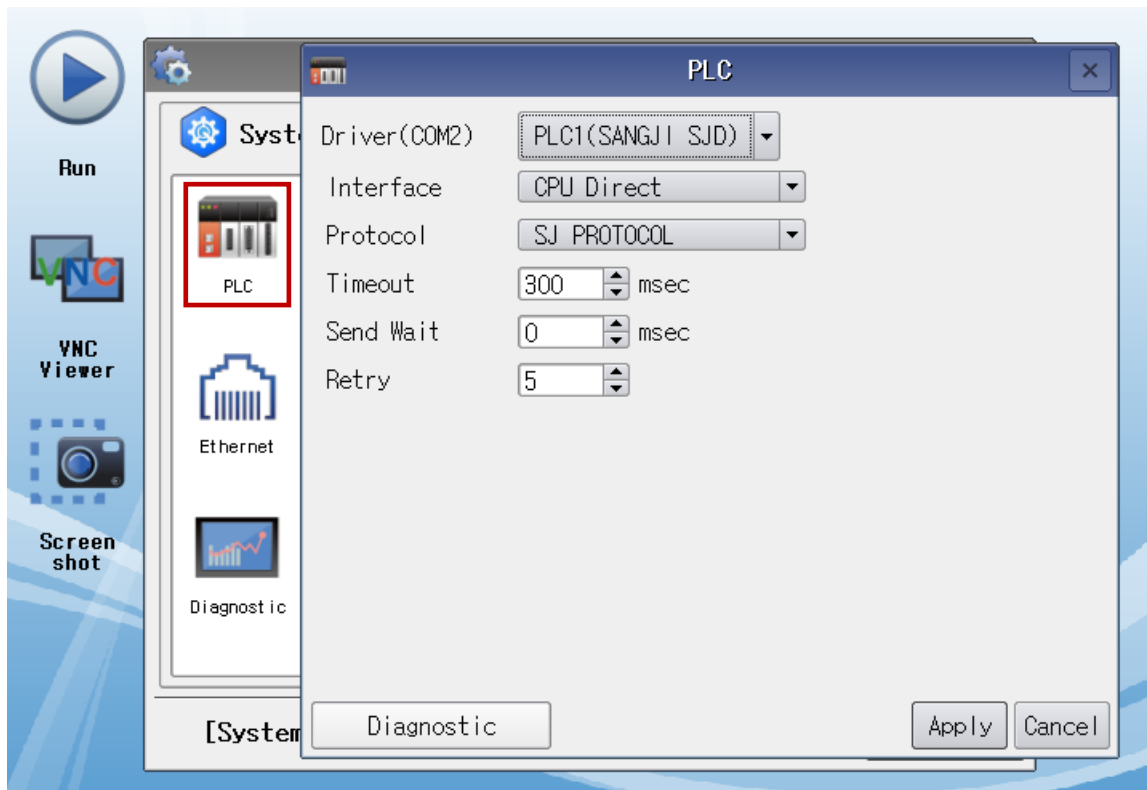 Run
VNC
VNC
Viewer
Screen
shot
Syste
PLC
Ethernet
Diagnostic
[System
PLC
Driver(COM2) PLC1(SANGJI SJD)
Interface CPU Direct
Protocol SJ PROTOCOL
Timeout 300 msec
Send Wait 0 msec
Retry 5
Diagnostic Apply Cancel